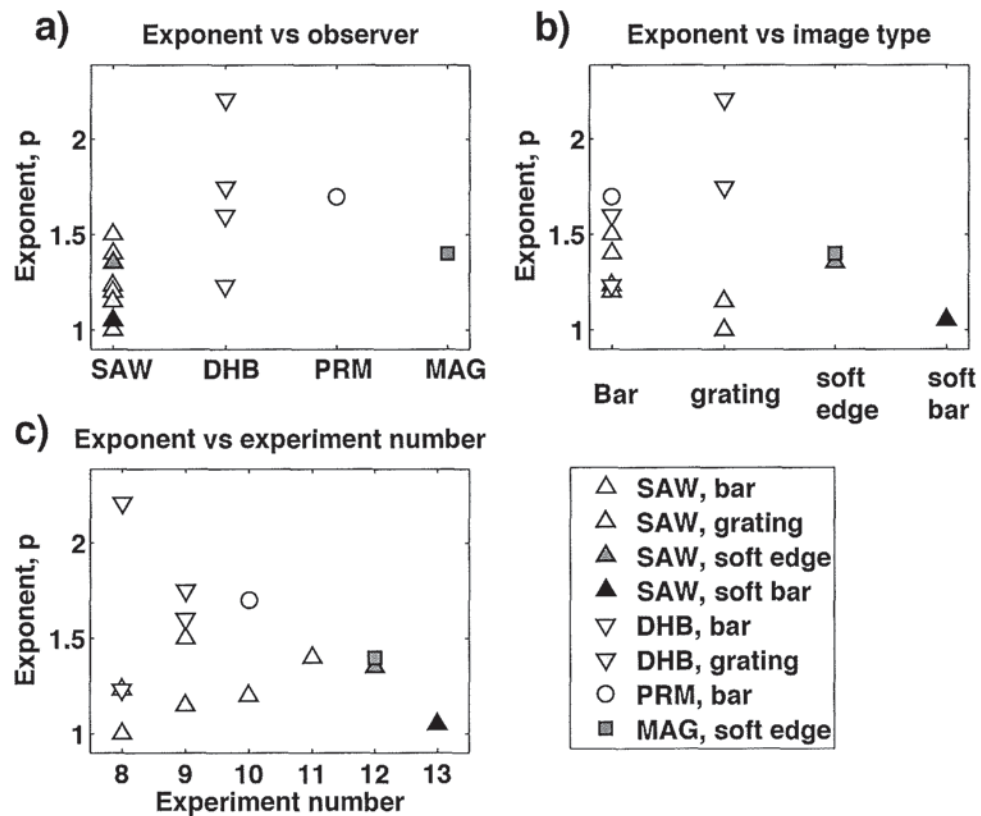 a) Exponent vs observer
Exponent, p
2
1.5
1
SAW DHB PRM MAG
b) Exponent vs image type
Exponent, p
2
1.5
1
Bar grating soft edge soft bar
c) Exponent vs experiment number
Exponent, p
2
1.5
1
8 9 10 11 12 13
Experiment number
SAW, bar
SAW, grating
SAW, soft edge
SAW, soft bar
DHB, bar
DHB, grating
PRM, bar
MAG, soft edge